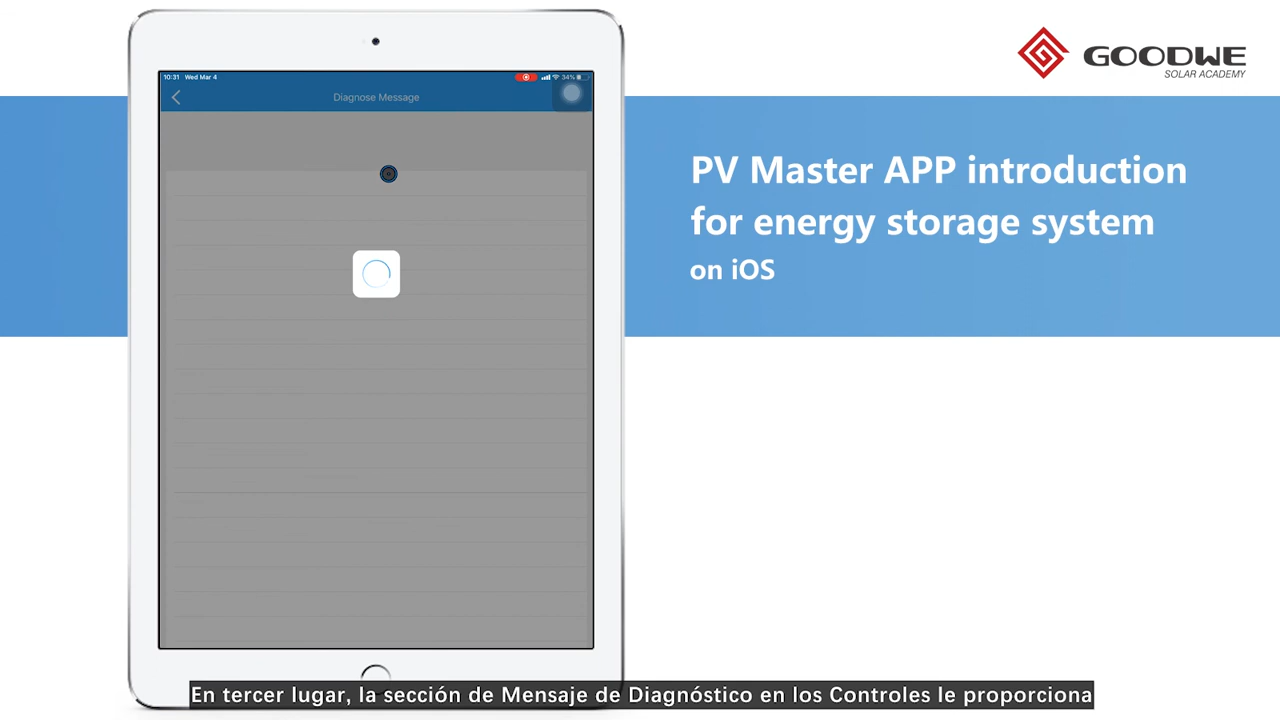 10:31 Wed Mar 4
34%
Diagnose Message
GOODWE
SOLAR ACADEMY
PV Master APP introduction
for energy storage system
on iOS
En tercer lugar, la sección de Mensaje de Diagnóstico en los Controles le proporciona